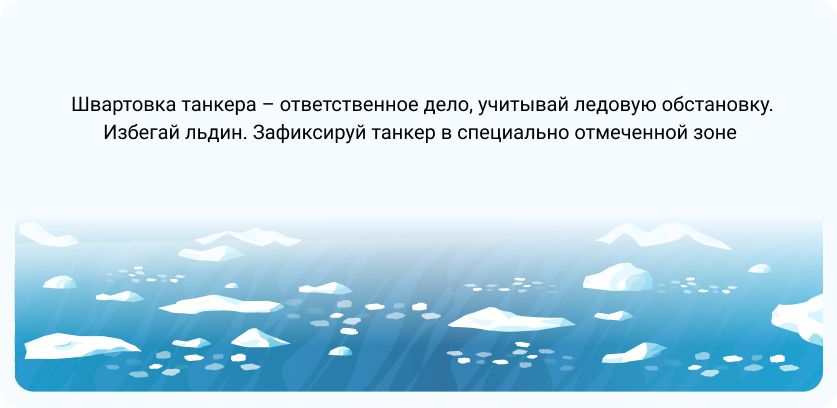 Швартовка танкера – ответственное дело, учитывай ледовую обстановку.
Избегай льдин. Зафиксируй танкер в специально отмеченной зоне